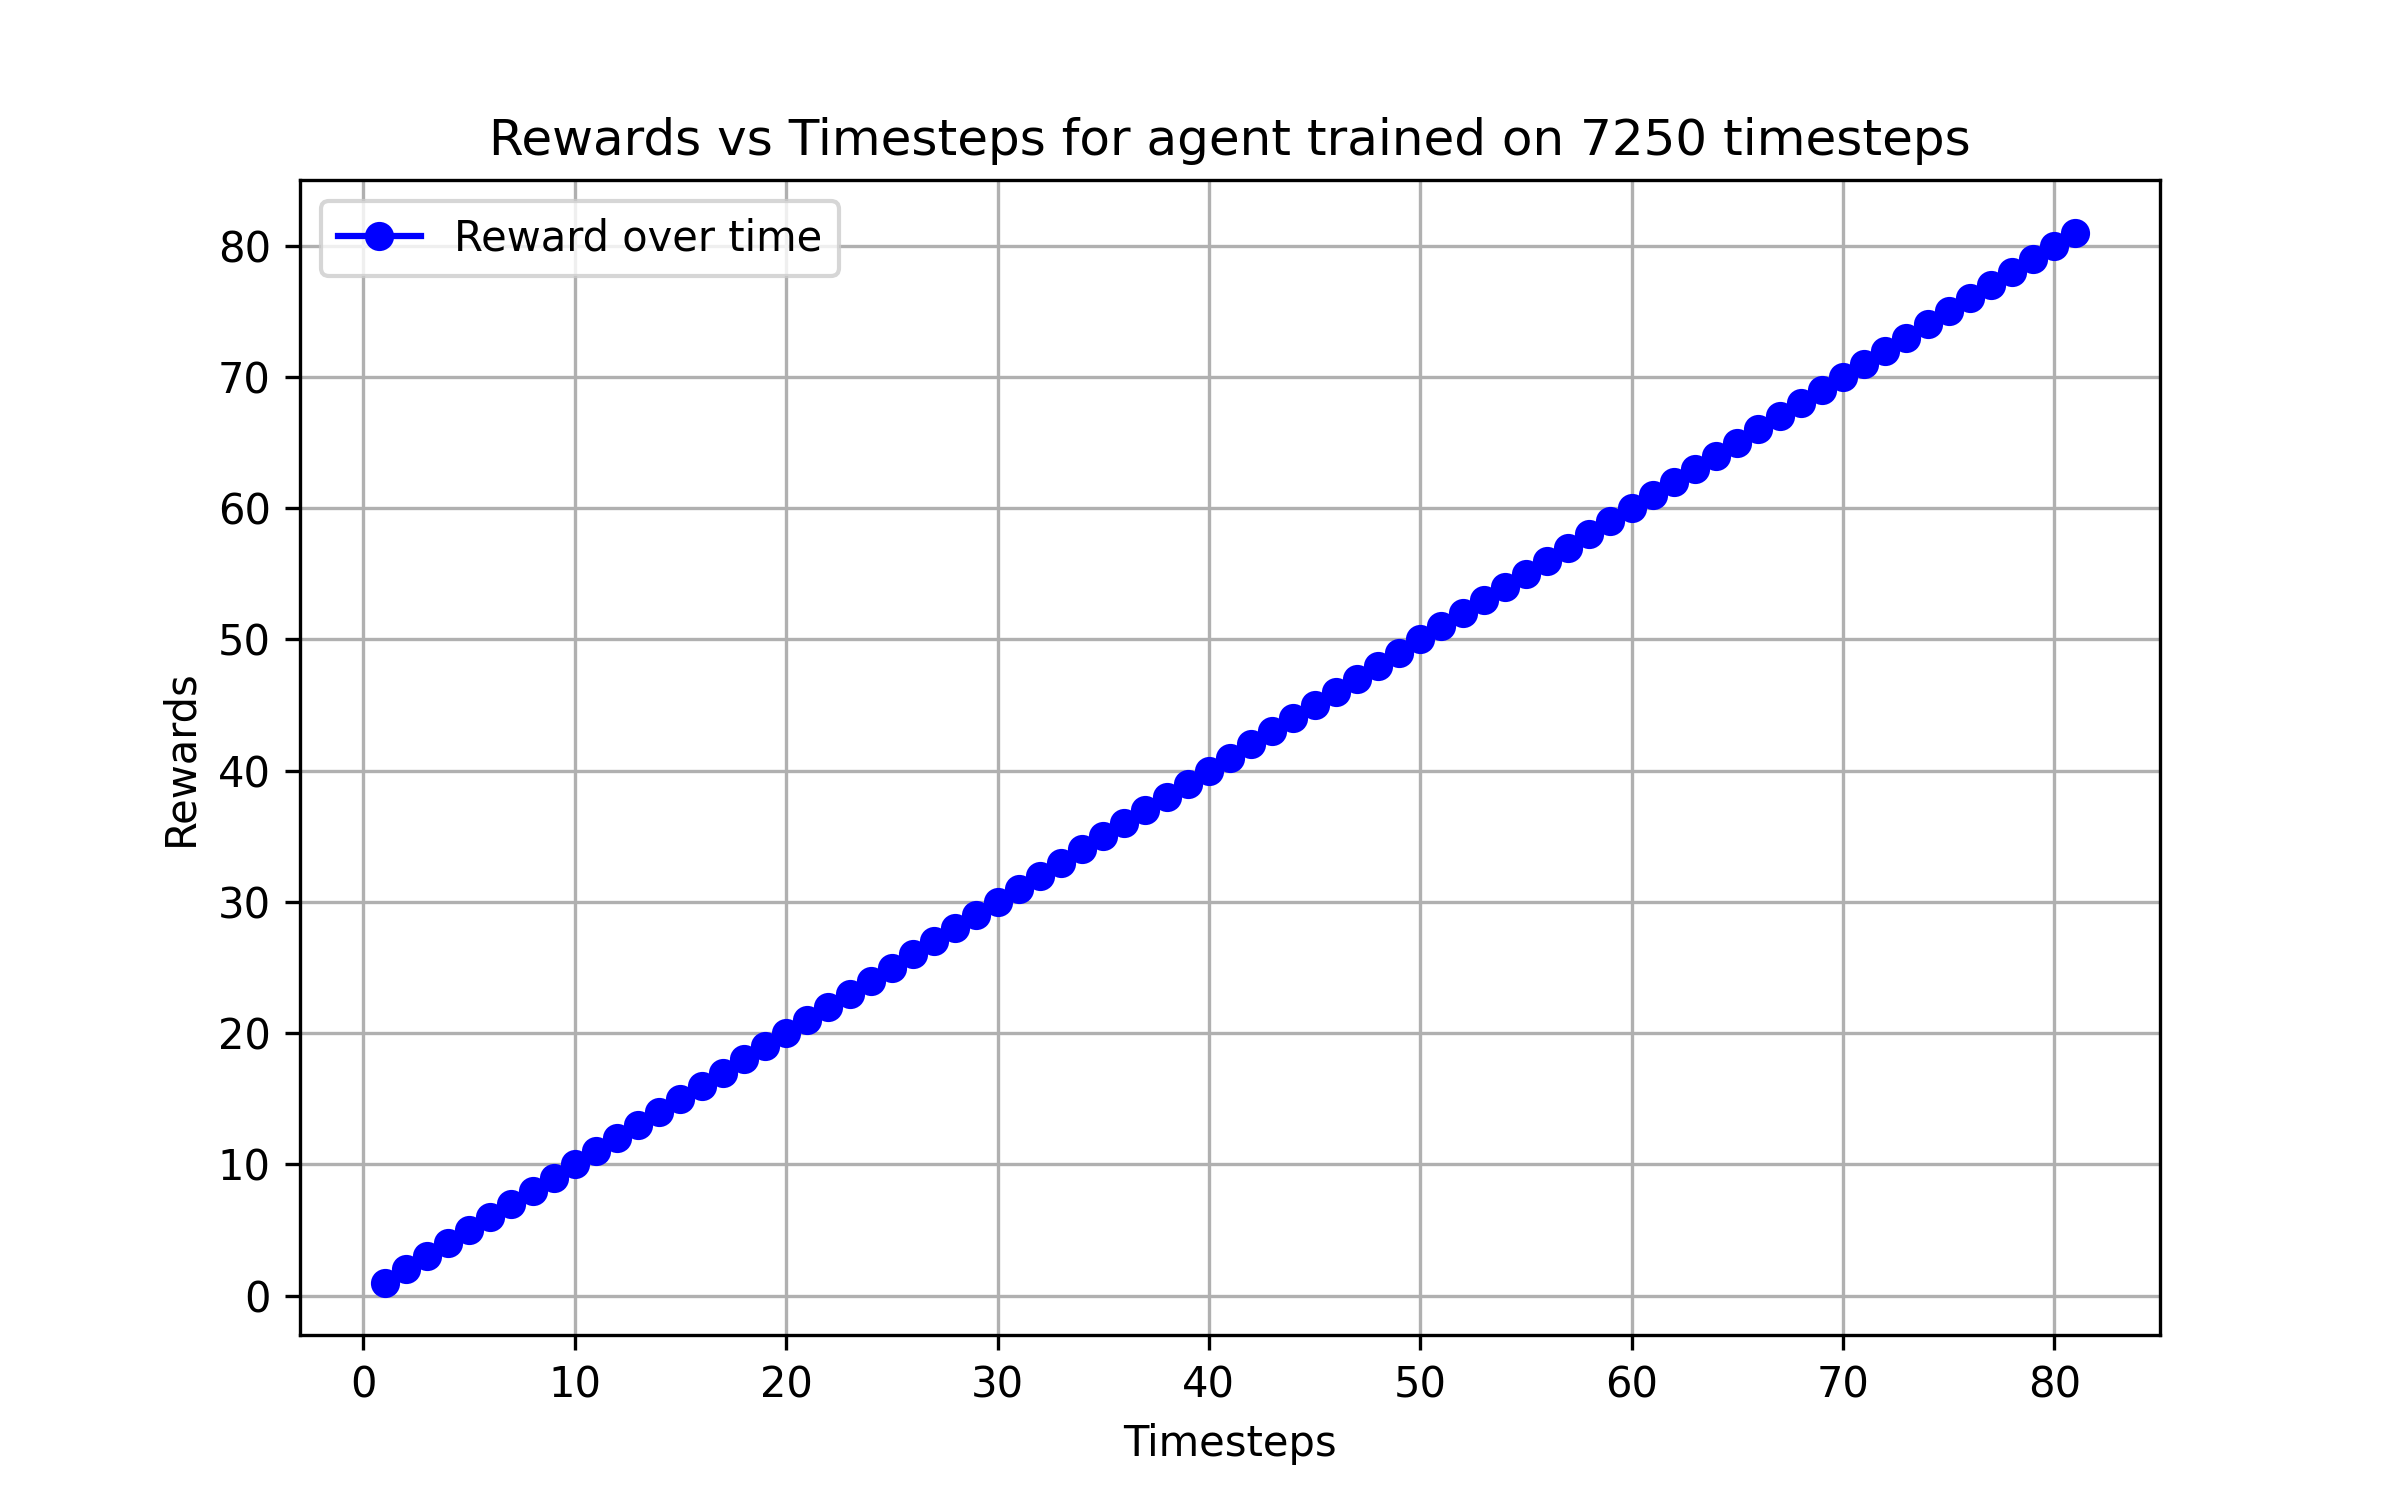 Rewards vs Timesteps for agent trained on 7250 timesteps
Reward over time
Rewards
80
70
60
50
40
30
20
10
0
0 10 20 30 40 50 60 70 80
Timesteps